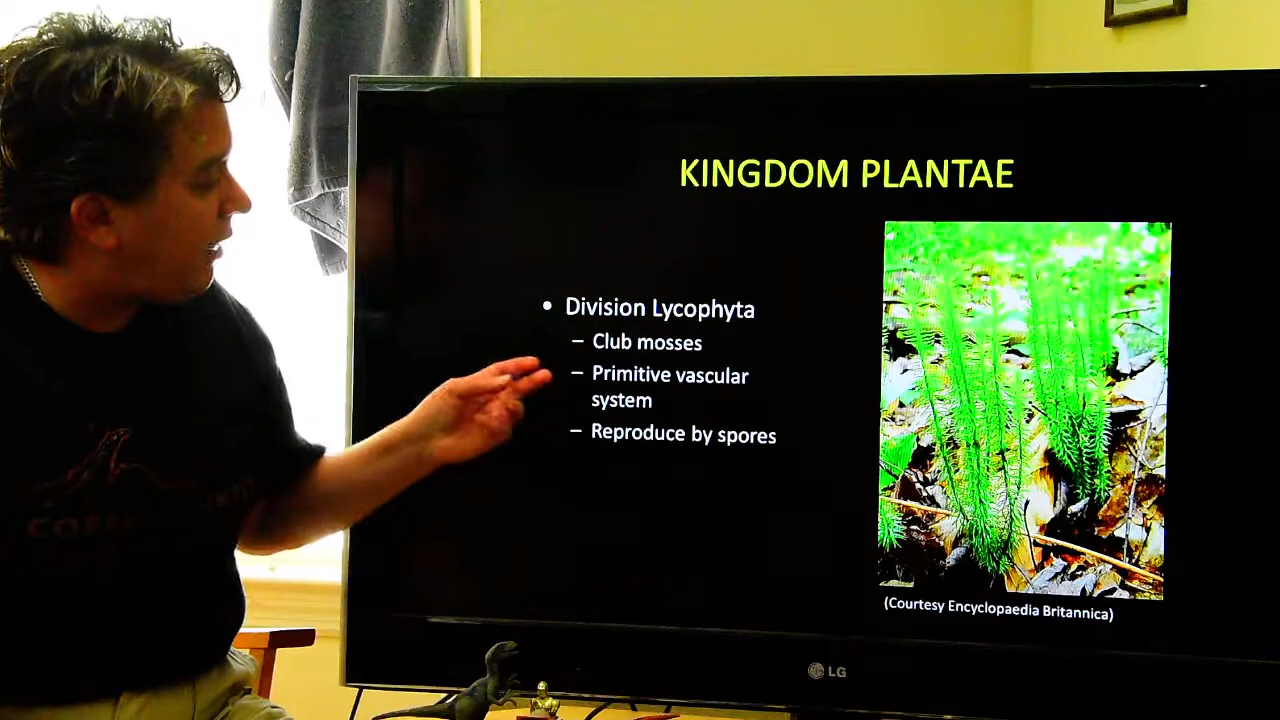 KINGDOM PLANTAE
• Division Lycophyta
– Club mosses
– Primitive vascular
system
– Reproduce by spores
(Courtesy Encyclopaedia Britannica)
LG